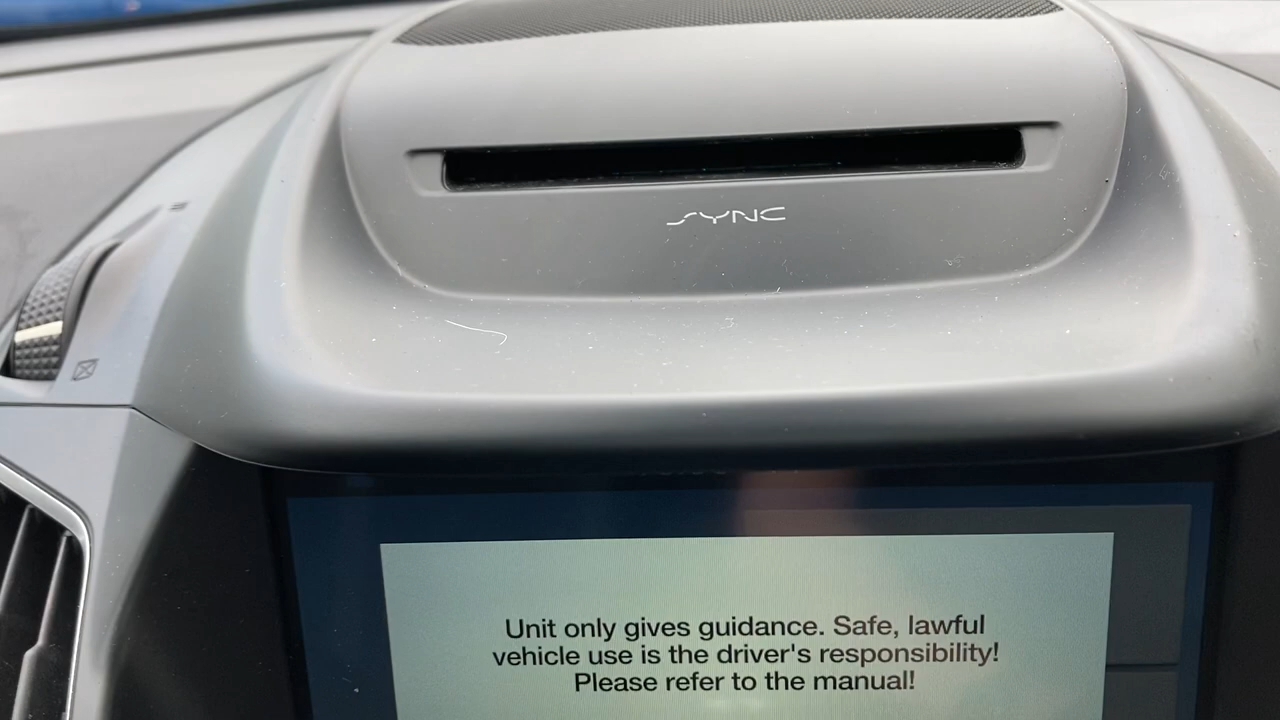 SYNC
Unit only gives guidance. Safe, lawful
vehicle use is the driver's responsibility!
Please refer to the manual!